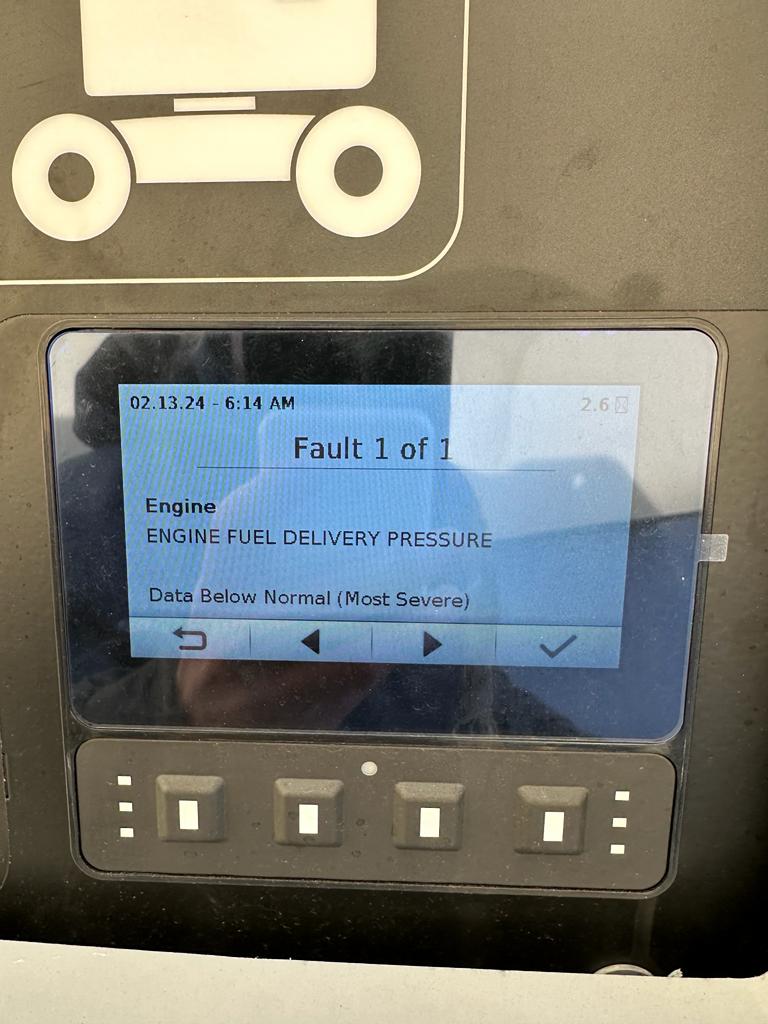 02.13.24 - 6:14 AM
2.6
Fault 1 of 1
Engine
ENGINE FUEL DELIVERY PRESSURE
Data Below Normal (Most Severe)